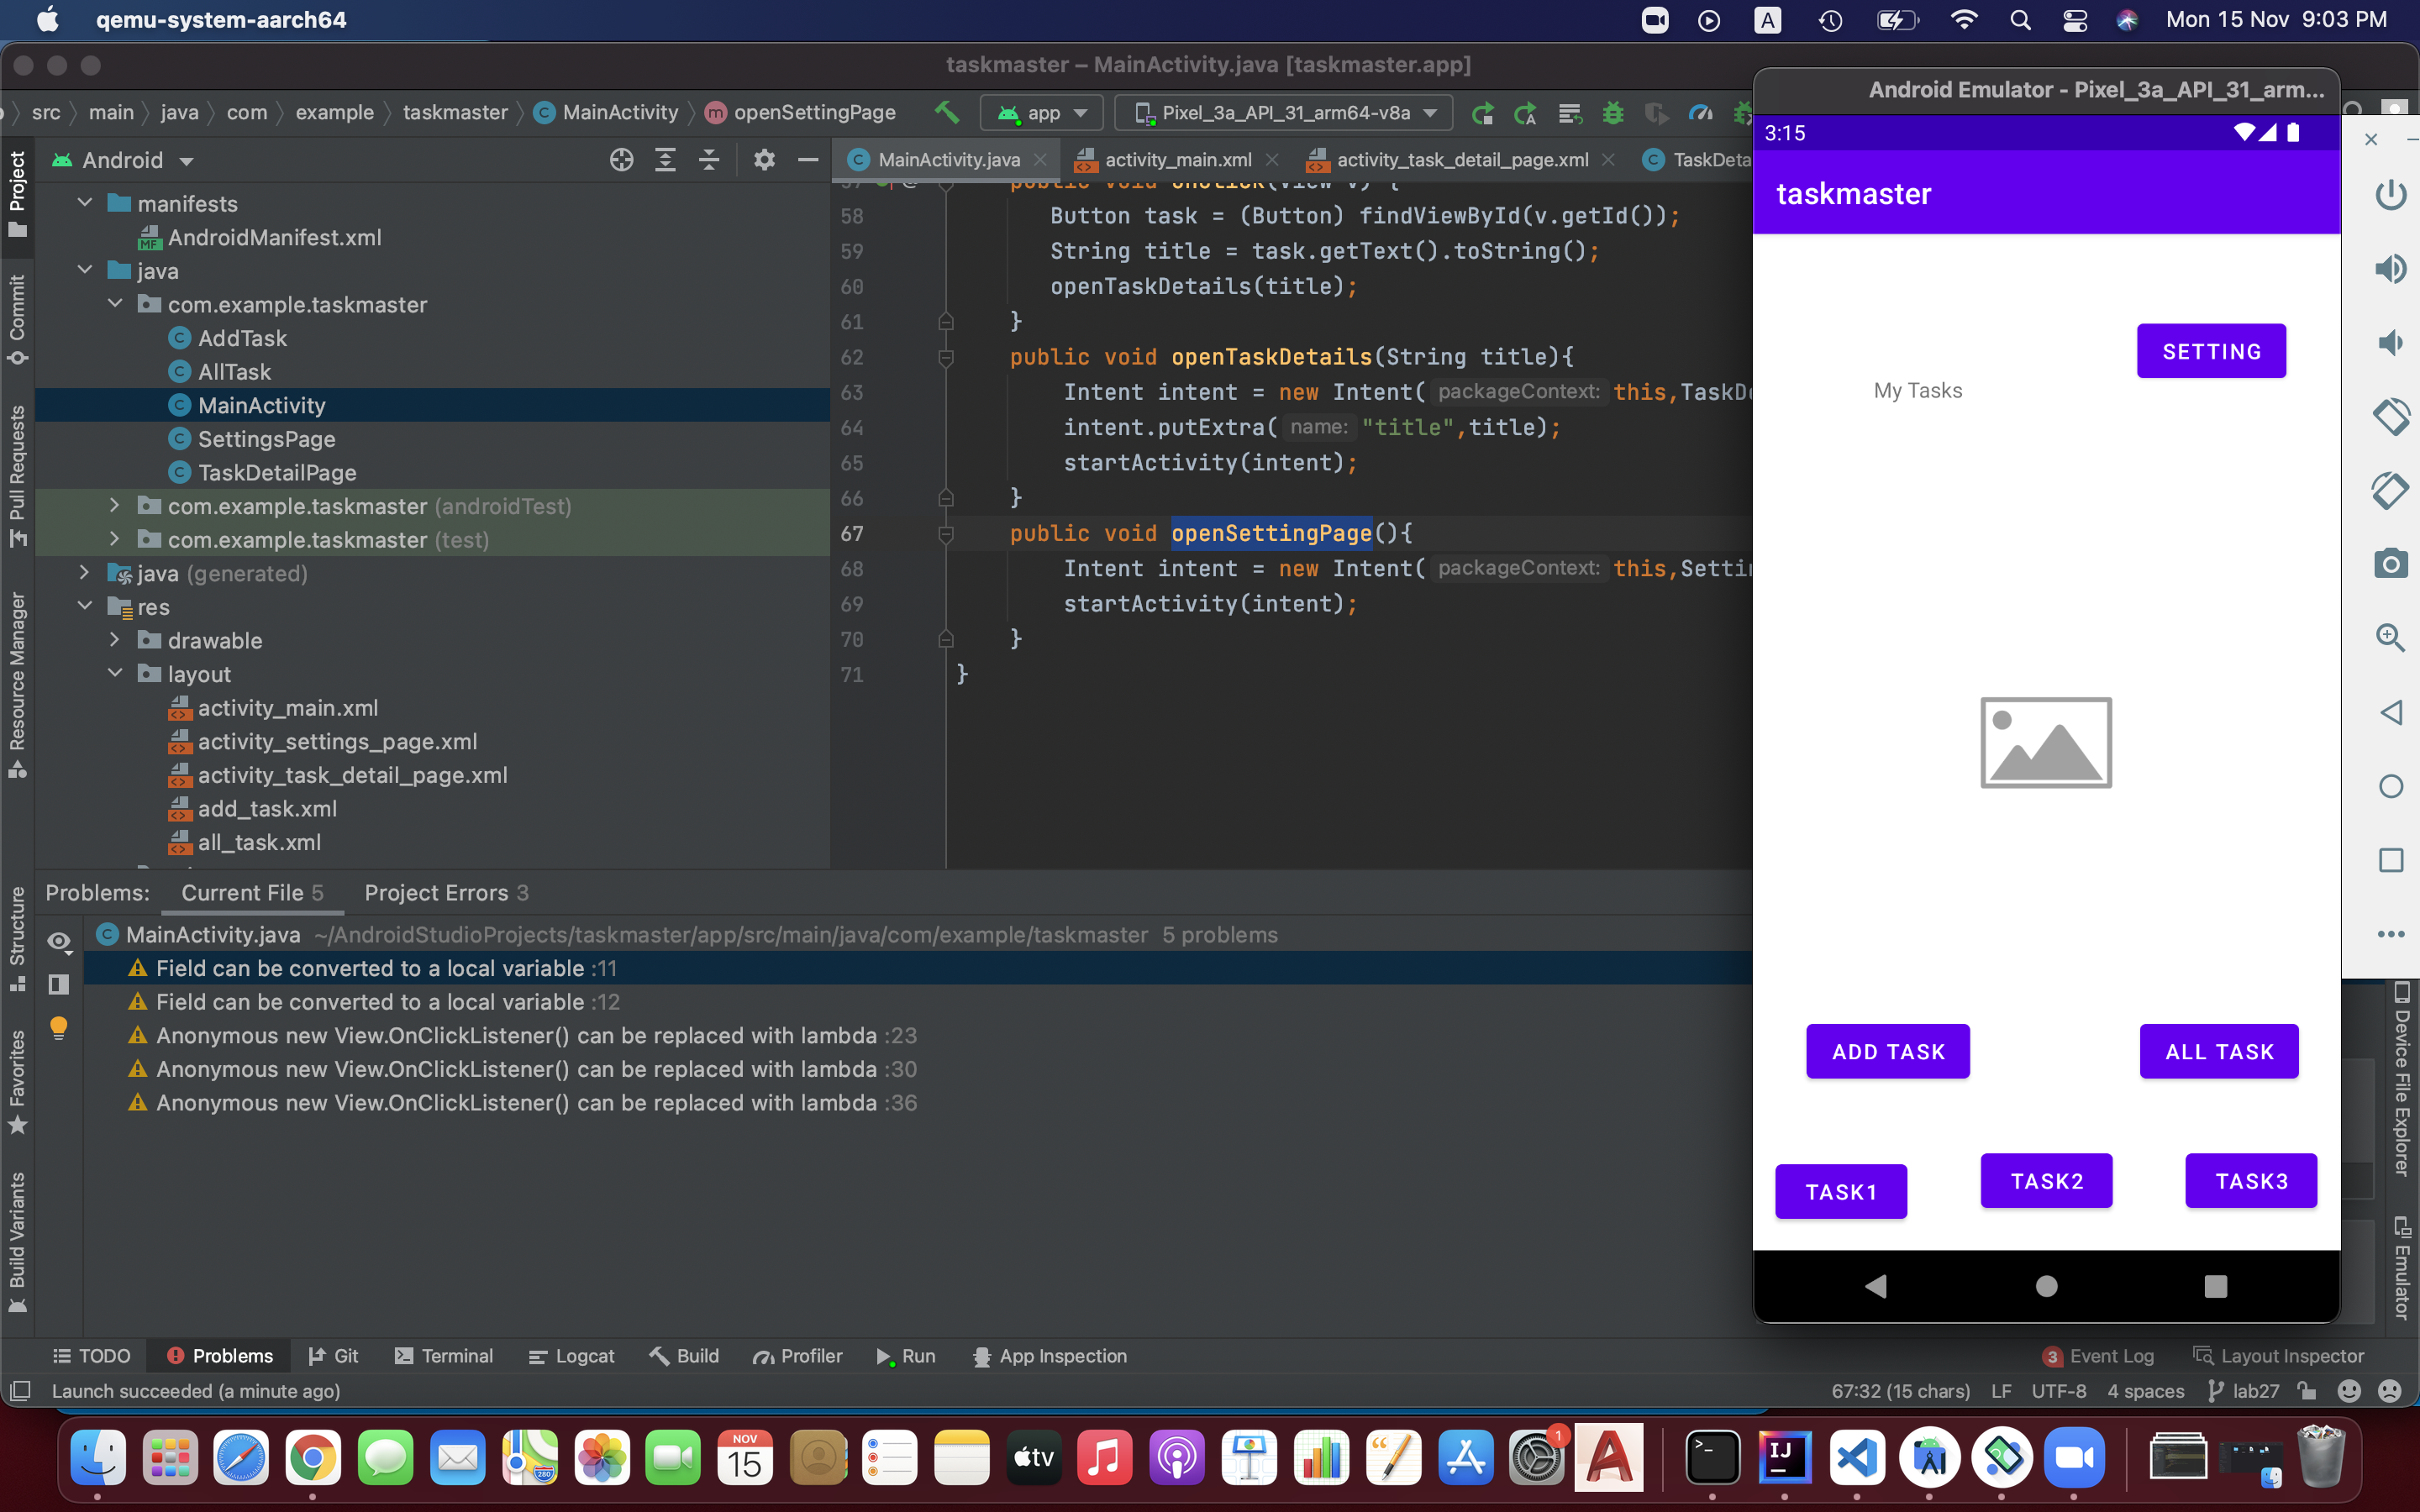 qemu-system-aarch64
A
Mon 15 Nov 9:03 PM
taskmaster – MainActivity.java [taskmaster.app]
src main java com example taskmaster MainActivity openSettingPage
app
Pixel_3a_API_31_arm64-v8a
Android
MainActivity.java
activity_main.xml
activity_task_detail_page.xml
TaskDeta
Project
Commit
Pull Requests
Resource Manager
Structure
Favorites
Build Variants
manifests
AndroidManifest.xml
java
com.example.taskmaster
AddTask
AllTask
MainActivity
SettingsPage
TaskDetailPage
com.example.taskmaster (androidTest)
com.example.taskmaster (test)
java (generated)
res
drawable
layout
activity_main.xml
activity_settings_page.xml
activity_task_detail_page.xml
add_task.xml
all_task.xml
57 public void onClick(View v) {
58 Button task = (Button) findViewById(v.getId());
59 String title = task.getText().toString();
60 openTaskDetails(title);
61 }
62 public void openTaskDetails(String title){
63 Intent intent = new Intent( packageContext: this,TaskDe
64 intent.putExtra( name: "title",title);
65 startActivity(intent);
66 }
67 public void openSettingPage(){
68 Intent intent = new Intent( packageContext: this,Settin
69 startActivity(intent);
70 }
71 }
Problems: Current File 5 Project Errors 3
MainActivity.java ~/AndroidStudioProjects/taskmaster/app/src/main/java/com/example/taskmaster 5 problems
Field can be converted to a local variable :11
Field can be converted to a local variable :12
Anonymous new View.OnClickListener() can be replaced with lambda :23
Anonymous new View.OnClickListener() can be replaced with lambda :30
Anonymous new View.OnClickListener() can be replaced with lambda :36
Android Emulator - Pixel_3a_API_31_arm...
3:15
taskmaster
SETTING
My Tasks
ADD TASK
ALL TASK
TASK1
TASK2
TASK3
Device File Explorer
Emulator
TODO Problems Git Terminal Logcat Build Profiler Run App Inspection
3 Event Log Layout Inspector
Launch succeeded (a minute ago)
67:32 (15 chars) LF UTF-8 4 spaces lab27
NOV
15
280
tv
1
IJ